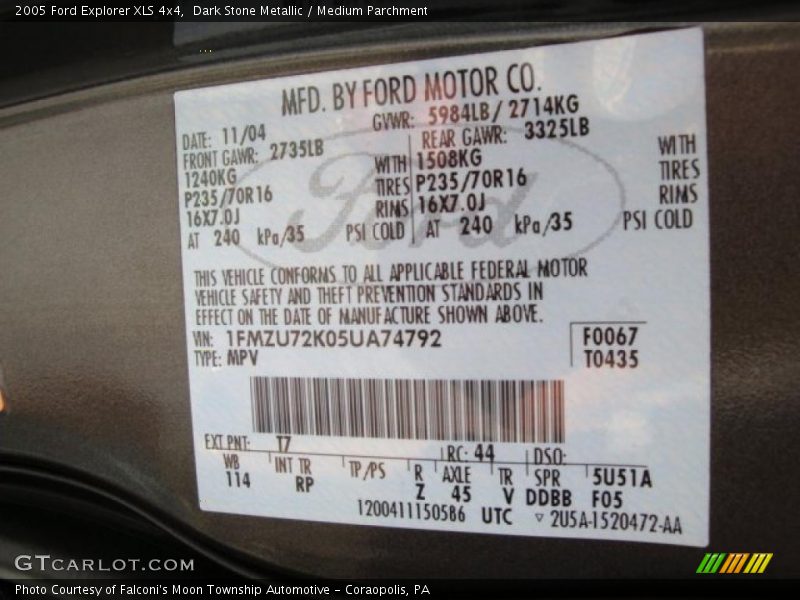 2005 Ford Explorer XLS 4x4, Dark Stone Metallic / Medium Parchment
MFD. BY FORD MOTOR CO.
DATE: 11/04 GVWR: 5984LB/ 2714KG
FRONT GAWR: 2735LB REAR GAWR: 3325LB
1240KG WITH 1508KG WITH
P235/70R16 TIRES P235/70R16 TIRES
16X7.0J RIMS 16X7.0J RIMS
AT 240 kPa/35 PSI COLD AT 240 kPa/35 PSI COLD
Ford
THIS VEHICLE CONFORMS TO ALL APPLICABLE FEDERAL MOTOR
VEHICLE SAFETY AND THEFT PREVENTION STANDARDS IN
EFFECT ON THE DATE OF MANUFACTURE SHOWN ABOVE.
VIN: 1FMZU72K05UA74792 F0067
TYPE: MPV T0435
EXT PNT: T7 RC: 44 DSO:
WB INT TR TP/PS R AXLE TR SPR 5U51A
114 RP Z 45 V DDBB F05
1200411150586 UTC ▽ 2U5A-1520472-AA
GTCARLOT.COM
Photo Courtesy of Falconi's Moon Township Automotive - Coraopolis, PA